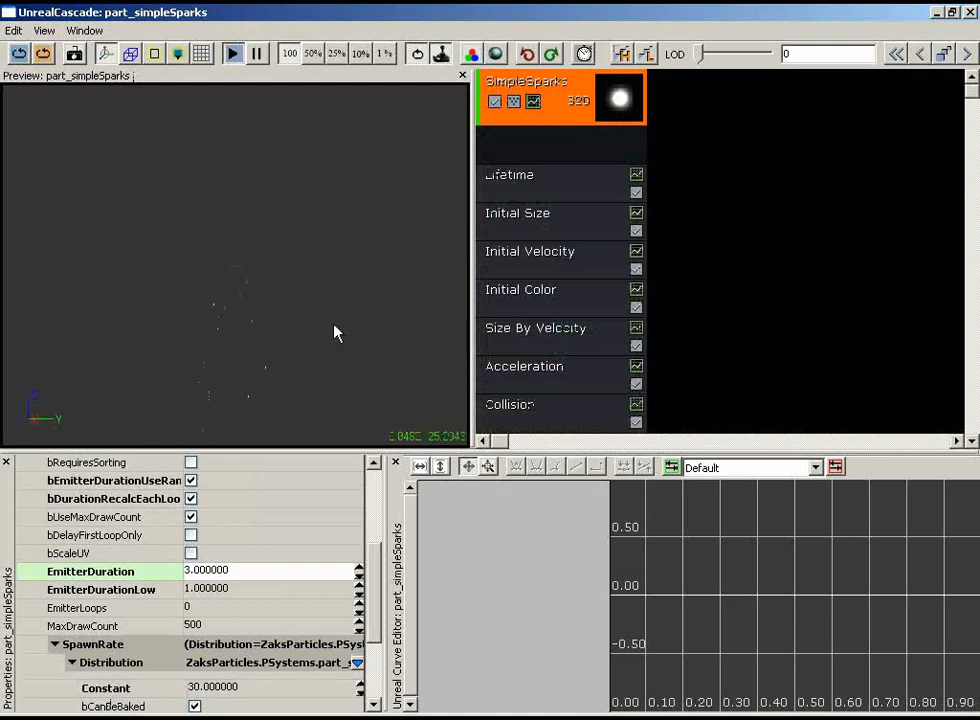 UnrealCascade: part_simpleSparks
Edit View Window
100 50% 25% 10% 1% LOD 0
Preview: part_simpleSparks
SimpleSparks
320
Lifetime
Initial Size
Initial Velocity
Initial Color
Size By Velocity
Acceleration
Collision
Y
bRequiresSorting
bEmitterDurationUseRan
bDurationRecalcEachLoo
bUseMaxDrawCount
bDelayFirstLoopOnly
bScaleUV
EmitterDuration 3.000000
EmitterDurationLow 1.000000
EmitterLoops 0
MaxDrawCount 500
SpawnRate (Distribution=ZaksParticles.PSyst
Distribution ZaksParticles.PSystems.part_s
Constant 30.000000
bCanBeBaked
Properties: part_simpleSparks
Unreal Curve Editor: part_simpleSparks
Default
0.50
0.00
-0.50
0.00 0.10 0.20 0.30 0.40 0.50 0.60 0.70 0.80 0.90